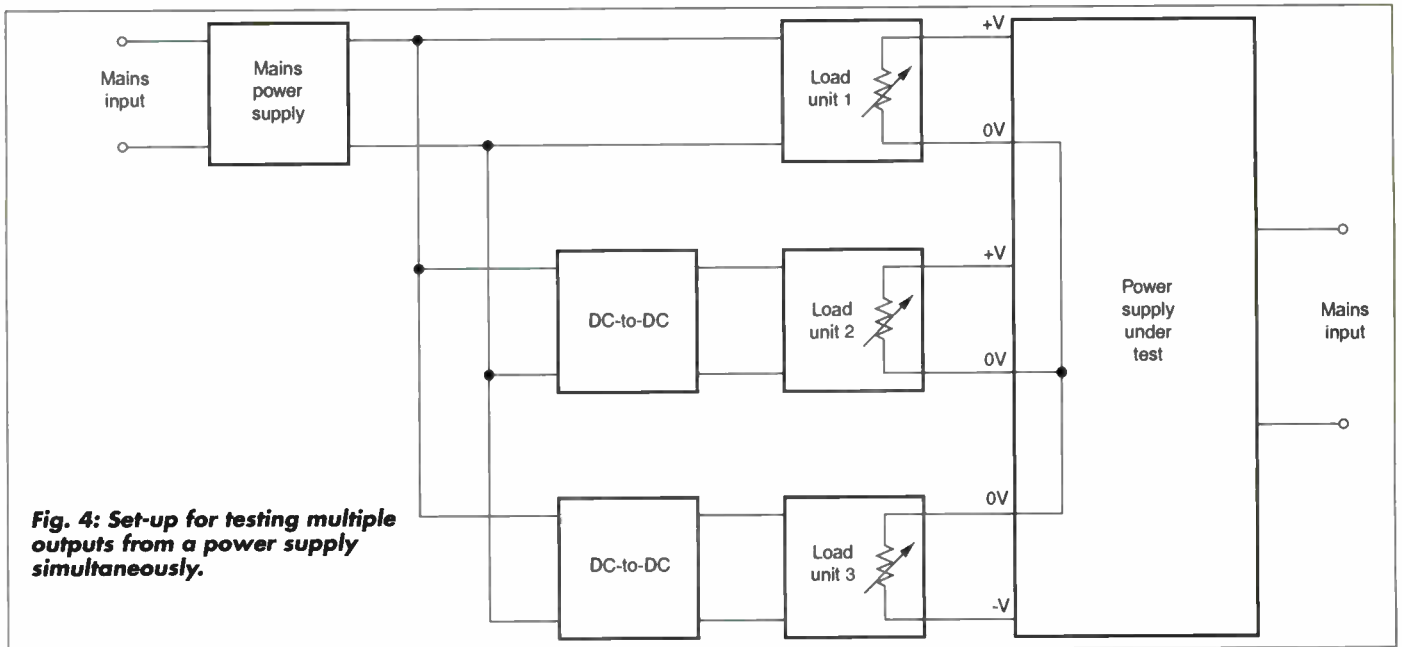 Mains
input
Mains
power
supply
Load
unit 1
+V
0V
DC-to-DC
Load
unit 2
+V
0V
Power
supply
under
test
Mains
input
DC-to-DC
Load
unit 3
0V
-V
Fig. 4: Set-up for testing multiple
outputs from a power supply
simultaneously.